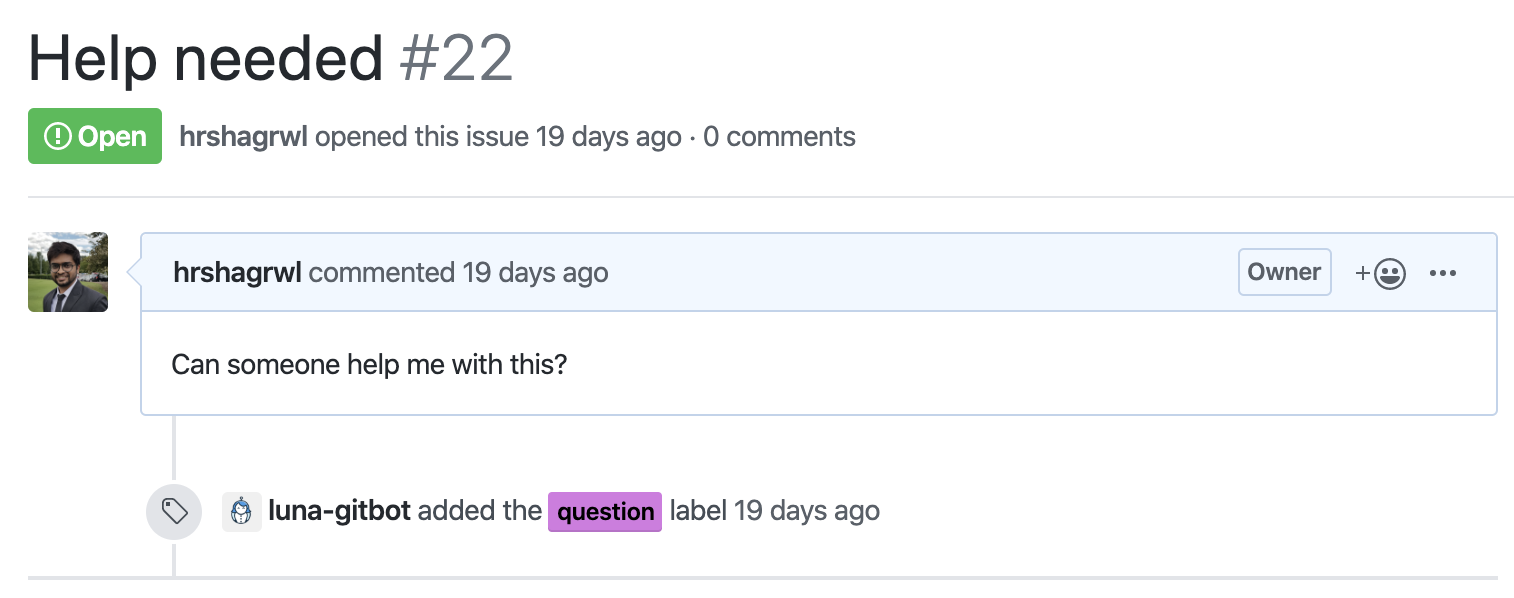 Help needed #22
Open hrshagrwl opened this issue 19 days ago · 0 comments
hrshagrwl commented 19 days ago Owner
Can someone help me with this?
luna-gitbot added the question label 19 days ago